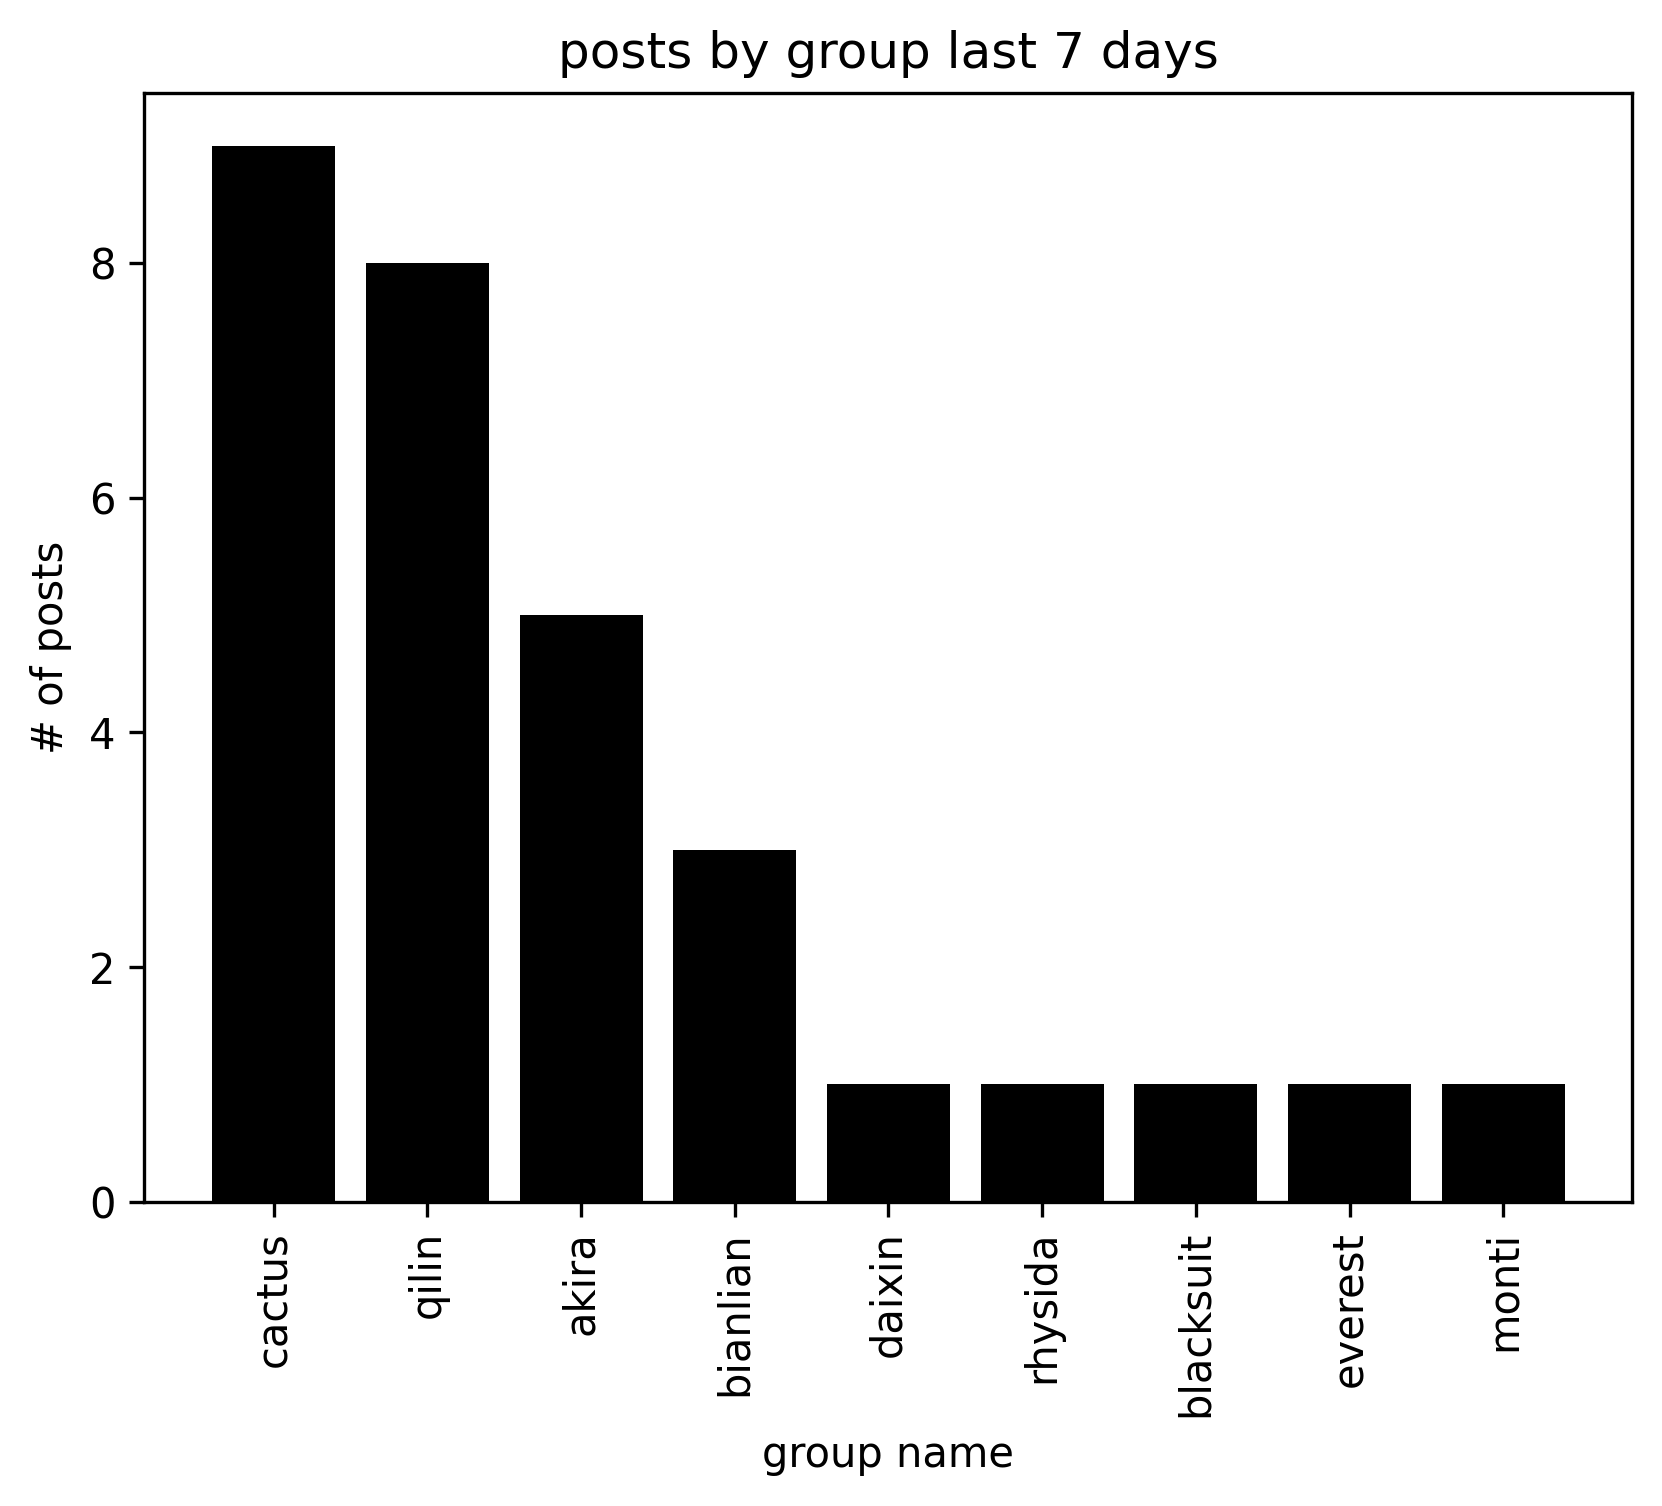 posts by group last 7 days
# of posts
8
6
4
2
0
cactus
qilin
akira
bianlian
daixin
rhysida
blacksuit
everest
monti
group name